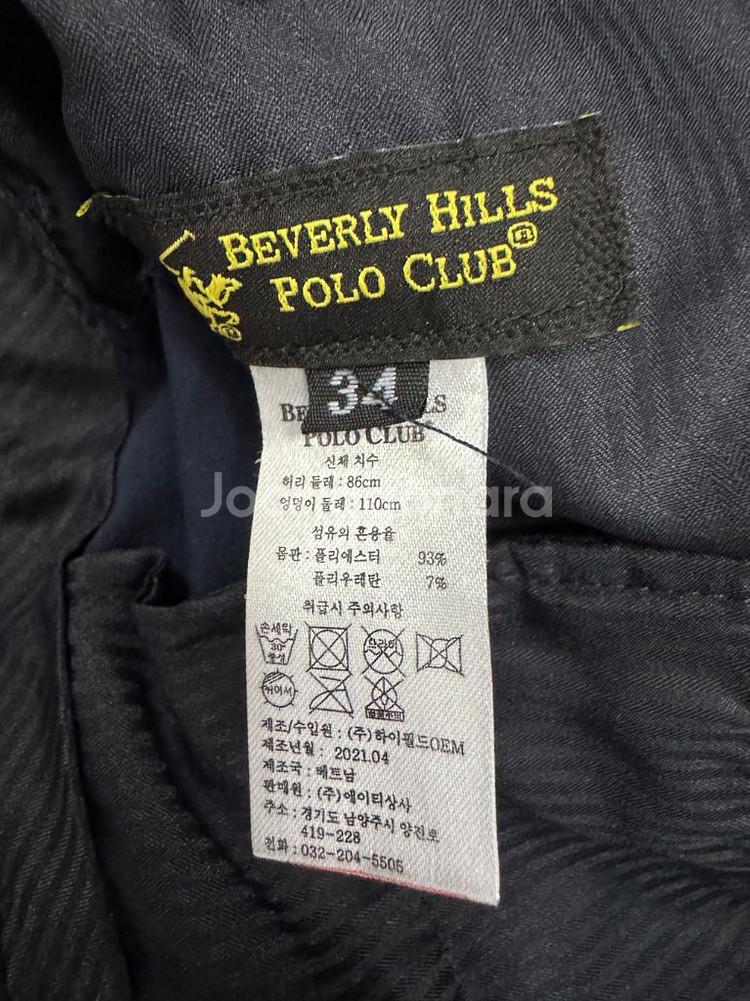 BEVERLY HILLS
POLO CLUB®
34
POLO CLUB
신체 치수
허리 둘레 : 86cm
엉덩이 둘레 : 110cm
섬유의 혼용율
몸판 : 폴리에스터 93%
폴리우레탄 7%
취급시 주의사항
손세탁
30°
중성
제조/수입원 : (주)하이필드OEM
제조년월 : 2021.04
제조국 : 베트남
판매원 : (주)에이티상사
주소 : 경기도 남양주시 양진로
419-228
전화 : 032-204-5505